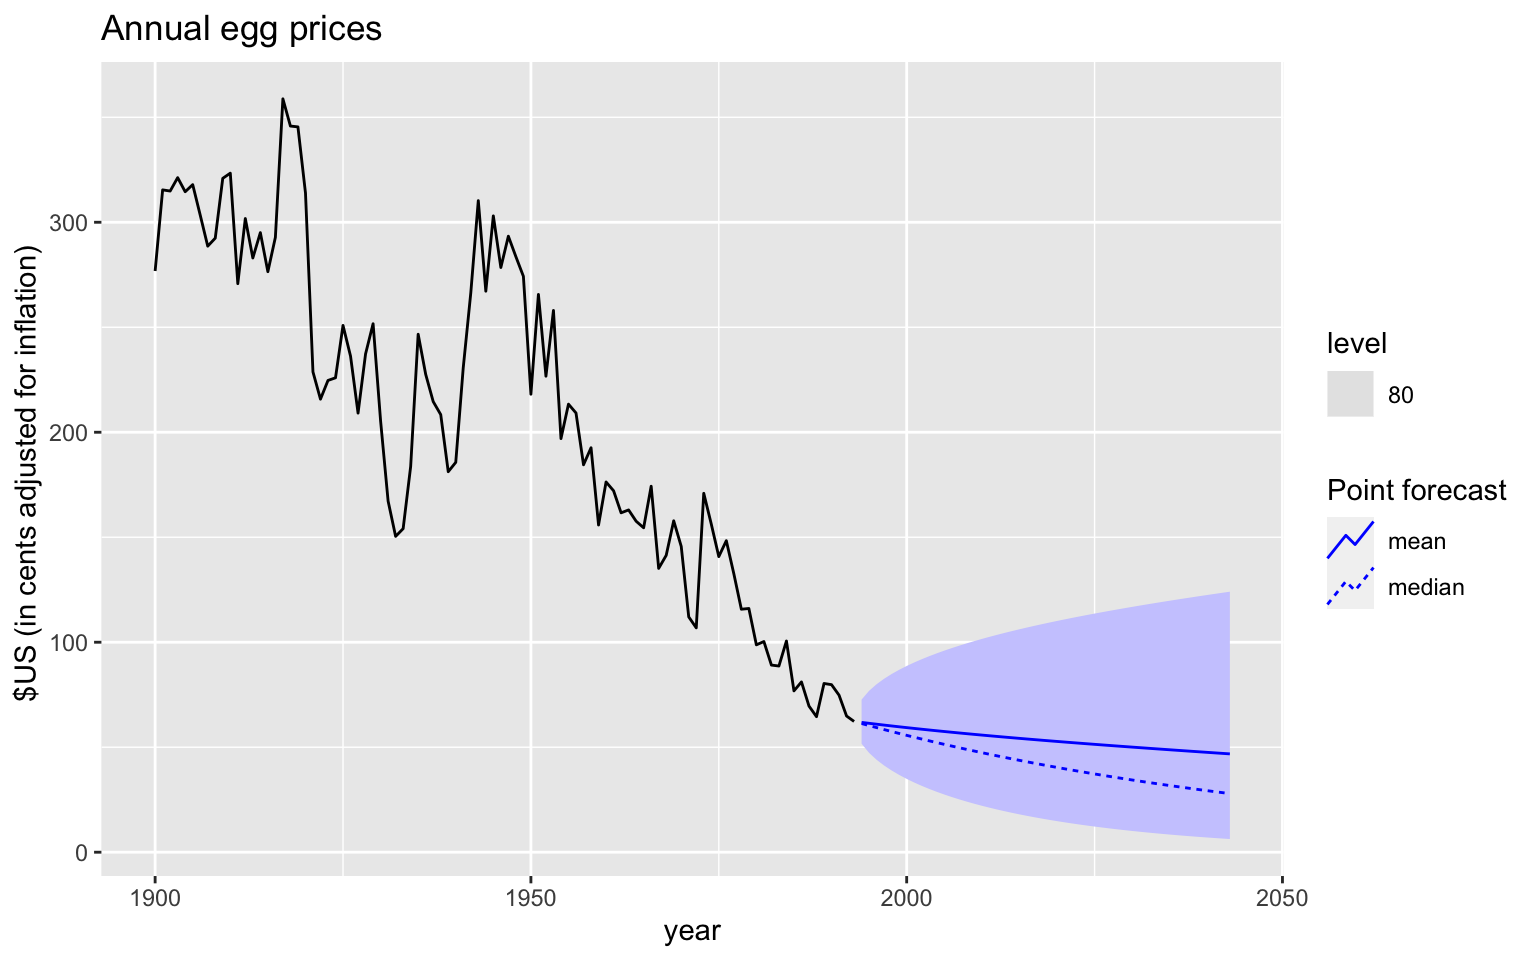 Annual egg prices
$US (in cents adjusted for inflation)
300
200
100
0
1900
1950
2000
2050
year
level
80
Point forecast
mean
median